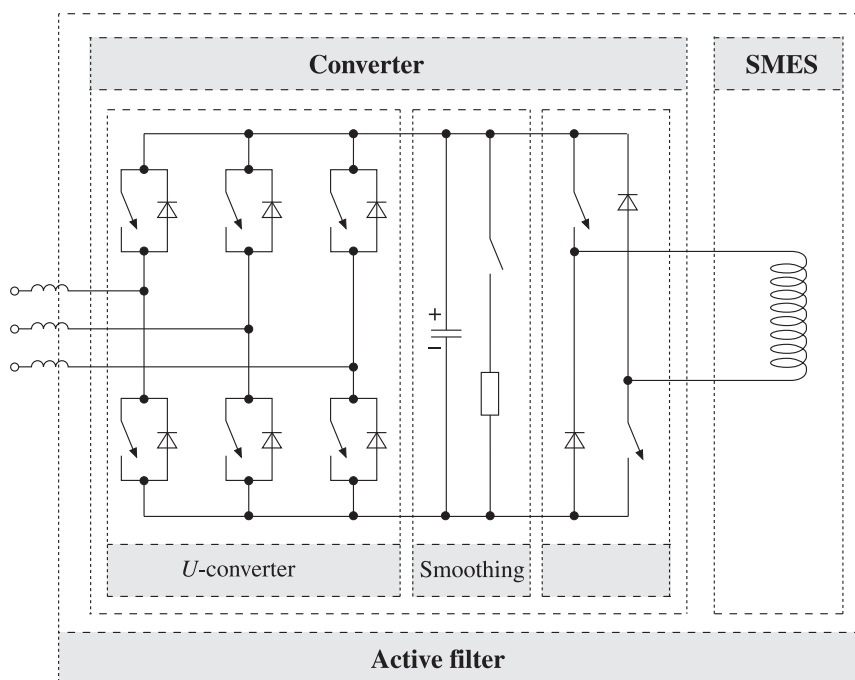 Converter
SMES
+
−
U-converter
Smoothing
Active filter